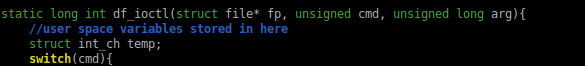 static long int df_ioctl(struct file* fp, unsigned cmd, unsigned long arg){
//user space variables stored in here
struct int_ch temp;
switch(cmd){